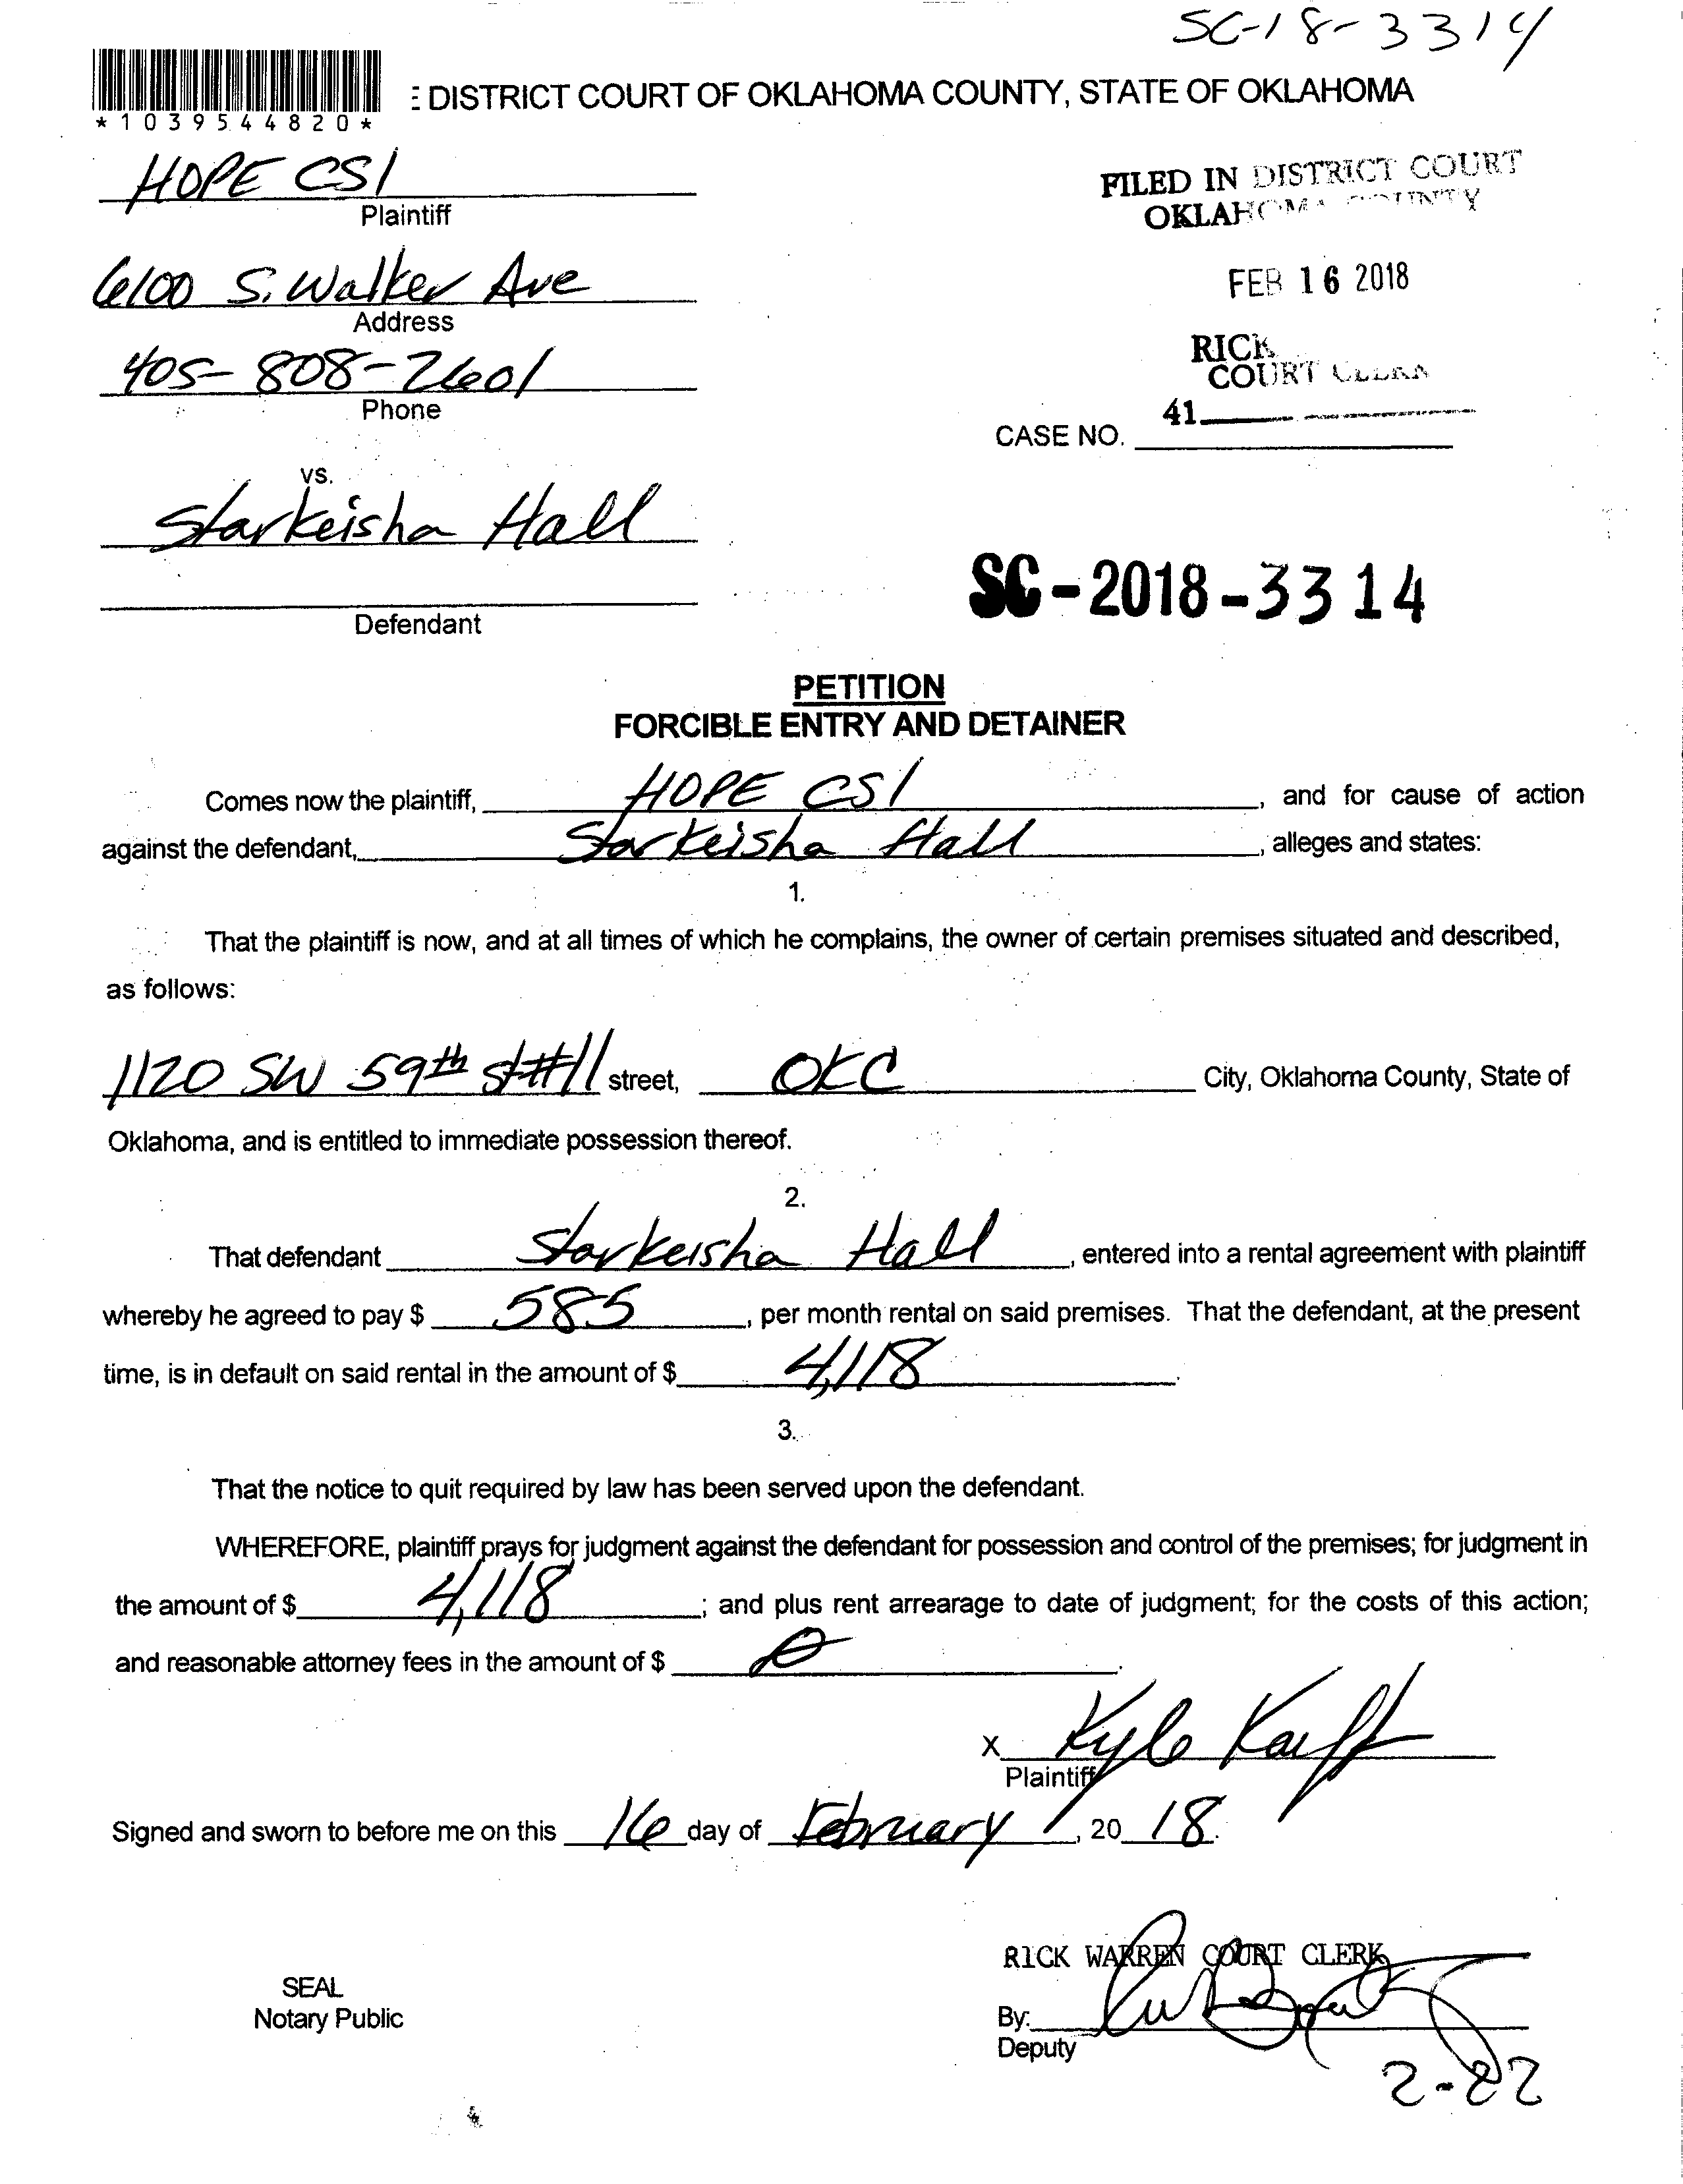 SC-18-3314
: DISTRICT COURT OF OKLAHOMA COUNTY, STATE OF OKLAHOMA
*1039544820*
HOPE CSI
Plaintiff
FILED IN DISTRICT COURT
OKLAHOMA COUNTY
6100 S. Walker Ave
Address
FEB 16 2018
405-808-2601
Phone
RICK
COURT CLERK
41
CASE NO.
vs.
Starkeisha Hall
Defendant
SC-2018-3314
PETITION
FORCIBLE ENTRY AND DETAINER
Comes now the plaintiff, HOPE CSI, and for cause of action
against the defendant, Starkeisha Hall, alleges and states:
1.
That the plaintiff is now, and at all times of which he complains, the owner of certain premises situated and described,
as follows:
1120 SW 59th st #11 street, OKC City, Oklahoma County, State of
Oklahoma, and is entitled to immediate possession thereof.
2.
That defendant Starkeisha Hall, entered into a rental agreement with plaintiff
whereby he agreed to pay $ 585, per month rental on said premises. That the defendant, at the present
time, is in default on said rental in the amount of $ 4,118.
3.
That the notice to quit required by law has been served upon the defendant.
WHEREFORE, plaintiff prays for judgment against the defendant for possession and control of the premises; for judgment in
the amount of $ 4,118; and plus rent arrearage to date of judgment; for the costs of this action;
and reasonable attorney fees in the amount of $ 0.
X Kyle
Plaintiff
Signed and sworn to before me on this 16 day of February, 20 18.
RICK WARREN COURT CLERK
SEAL
Notary Public
By:
Deputy
2-22